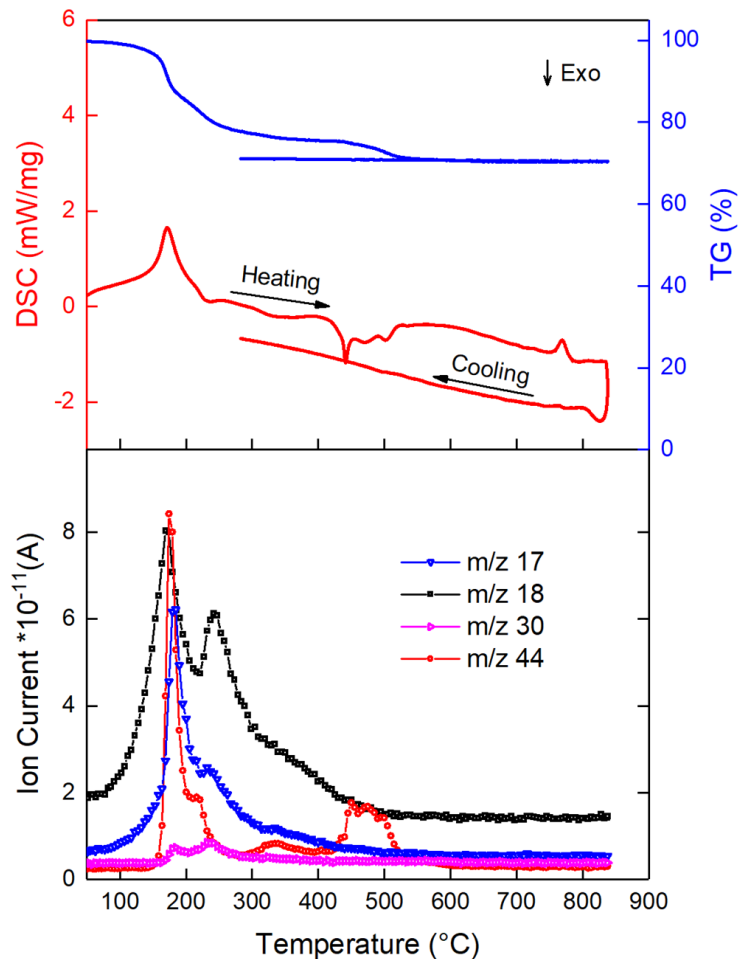 6
4
2
0
-2
DSC (mW/mg)
100
80
60
40
20
0
TG (%)
↓ Exo
Heating
Cooling
8
6
4
2
0
Ion Current *10⁻¹¹(A)
m/z 17
m/z 18
m/z 30
m/z 44
100 200 300 400 500 600 700 800 900
Temperature (°C)